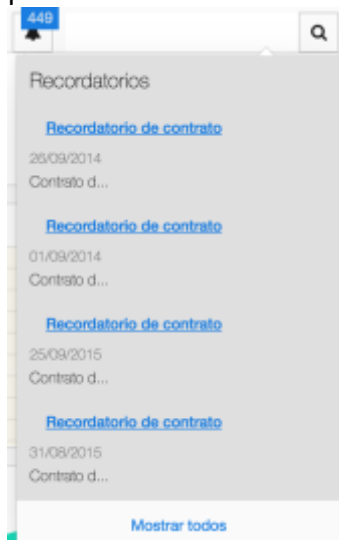 449
Recordatorios
Recordatorio de contrato
26/09/2014
Contrato d...
Recordatorio de contrato
01/09/2014
Contrato d...
Recordatorio de contrato
25/09/2015
Contrato d...
Recordatorio de contrato
31/08/2015
Contrato d...
Mostrar todos